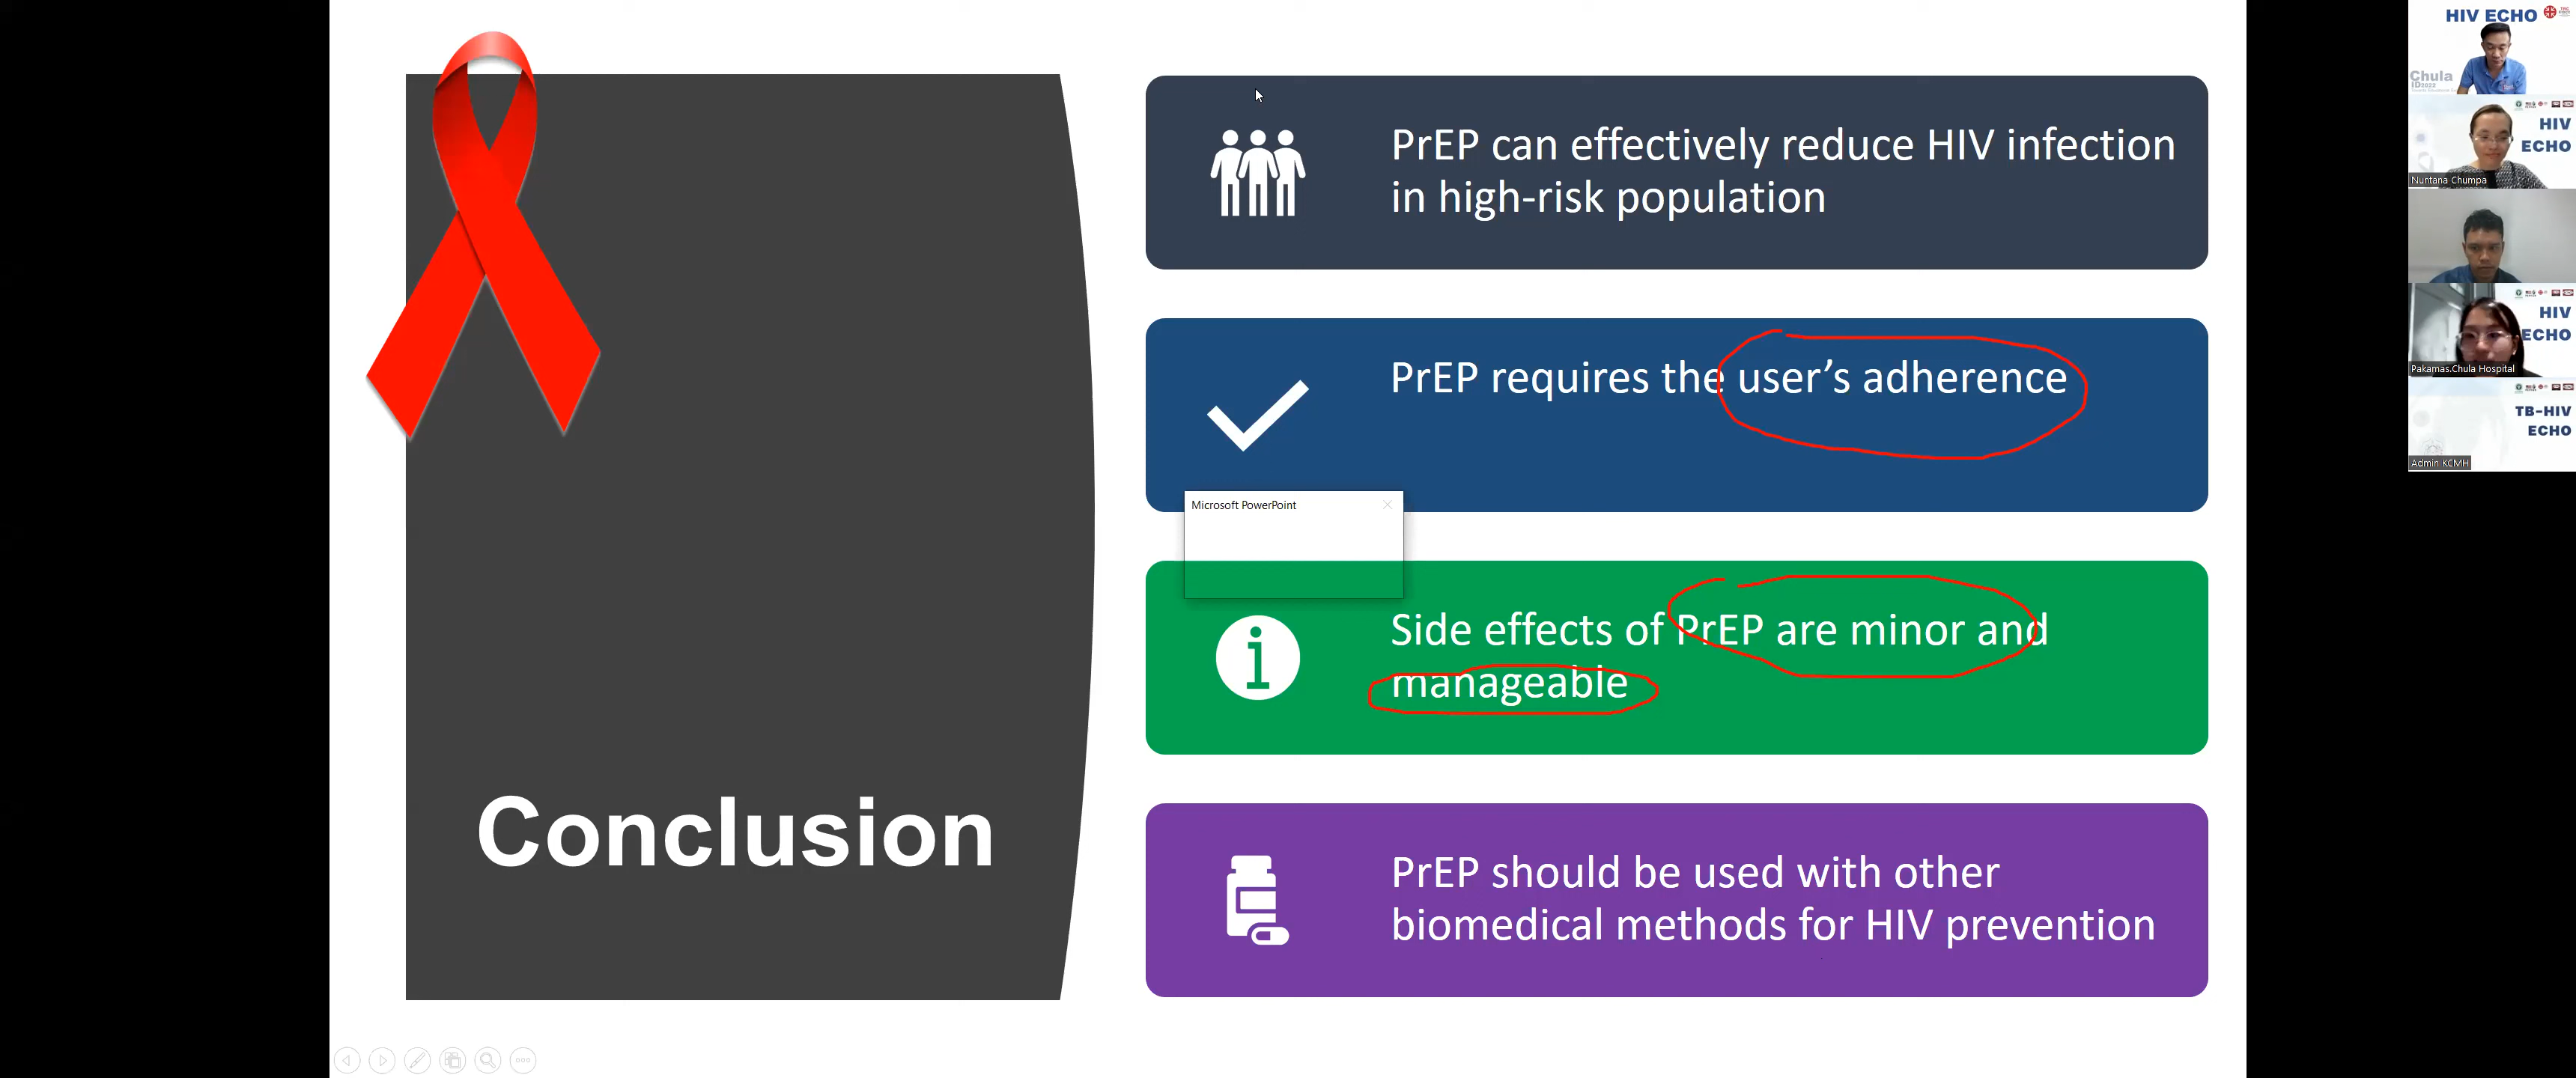 Conclusion
PrEP can effectively reduce HIV infection
in high-risk population
PrEP requires the user’s adherence
Microsoft PowerPoint
Side effects of PrEP are minor and
manageable
PrEP should be used with other
biomedical methods for HIV prevention
HIV ECHO
Chula
HIV
ECHO
Nuntana Chumpa
HIV
ECHO
Pakamas.Chula Hospital
TB-HIV
ECHO
Admin KCMH